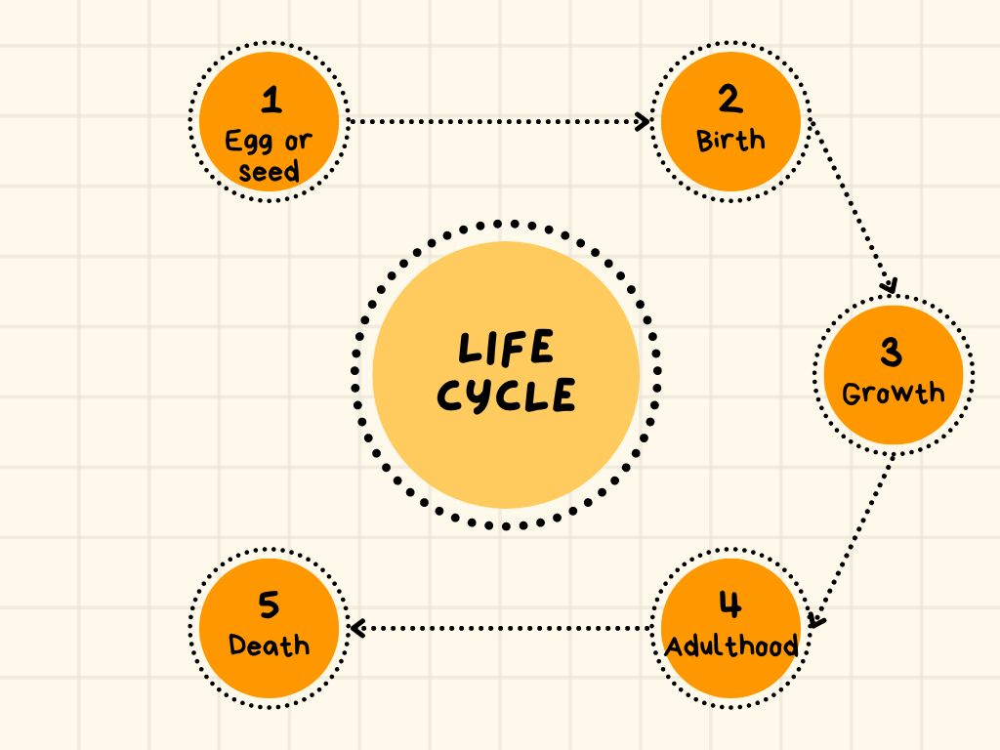 1
Egg or
seed
2
Birth
LIFE
CYCLE
3
Growth
5
Death
4
Adulthood